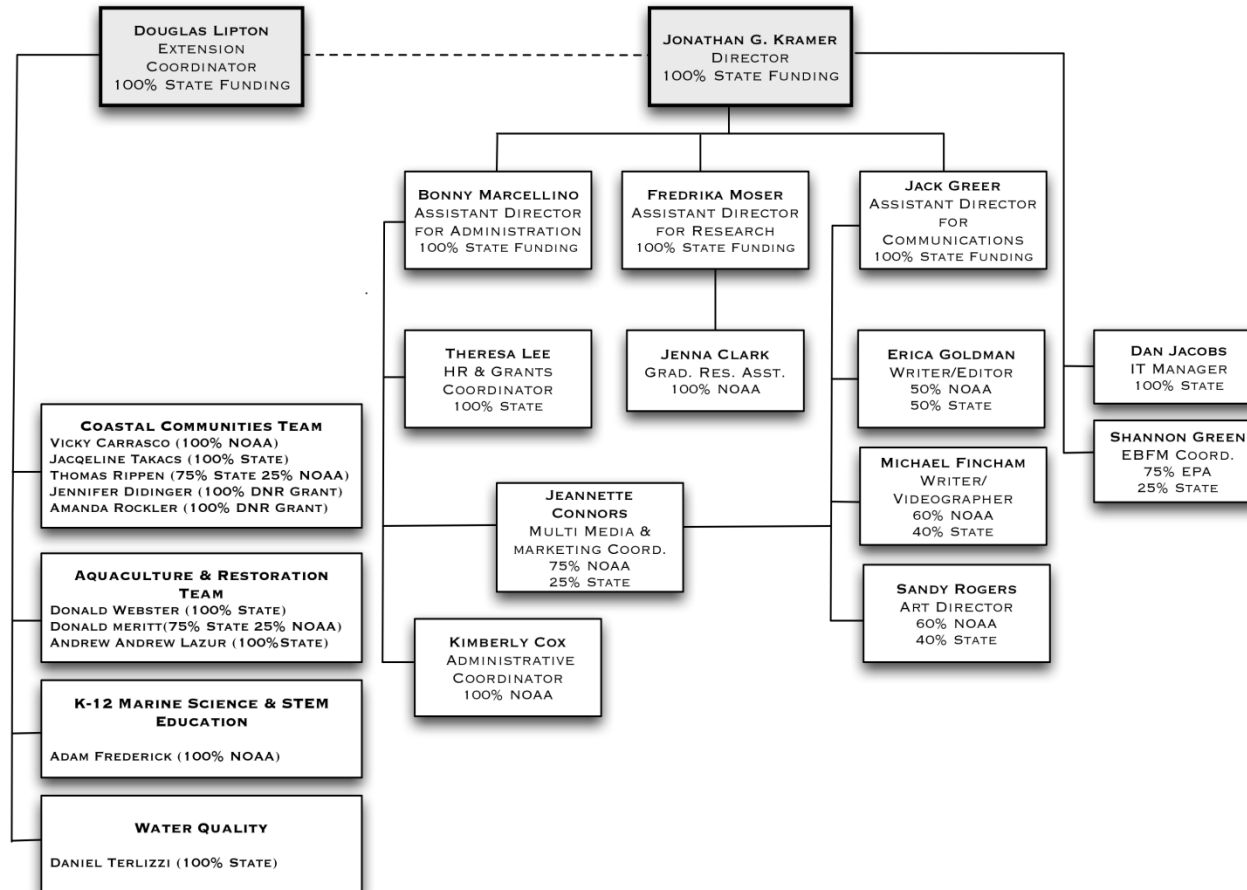 Douglas Lipton
Extension
Coordinator
100% State Funding
Jonathan G. Kramer
Director
100% State Funding
Bonny Marcellino
Assistant Director
for Administration
100% State Funding
Fredrika Moser
Assistant Director
for Research
100% State Funding
Jack Greer
Assistant Director
for
Communications
100% State Funding
Theresa Lee
HR & Grants
Coordinator
100% State
Jenna Clark
Grad. Res. Asst.
100% NOAA
Erica Goldman
Writer/Editor
50% NOAA
50% State
Dan Jacobs
IT Manager
100% State
Coastal Communities Team
Vicky Carrasco (100% NOAA)
Jacqeline Takacs (100% State)
Thomas Rippen (75% State 25% NOAA)
Jennifer Didinger (100% DNR Grant)
Amanda Rockler (100% DNR Grant)
Shannon Green
EBFM Coord.
75% EPA
25% State
Michael Fincham
Writer/
Videographer
60% NOAA
40% State
Jeannette
Connors
Multi Media &
marketing Coord.
75% NOAA
25% State
Aquaculture & Restoration
Team
Donald Webster (100% State)
Donald meritt(75% State 25% NOAA)
Andrew Andrew Lazur (100%State)
Sandy Rogers
Art Director
60% NOAA
40% State
Kimberly Cox
Administrative
Coordinator
100% NOAA
K-12 Marine Science & STEM
Education
Adam Frederick (100% NOAA)
Water Quality
Daniel Terlizzi (100% State)